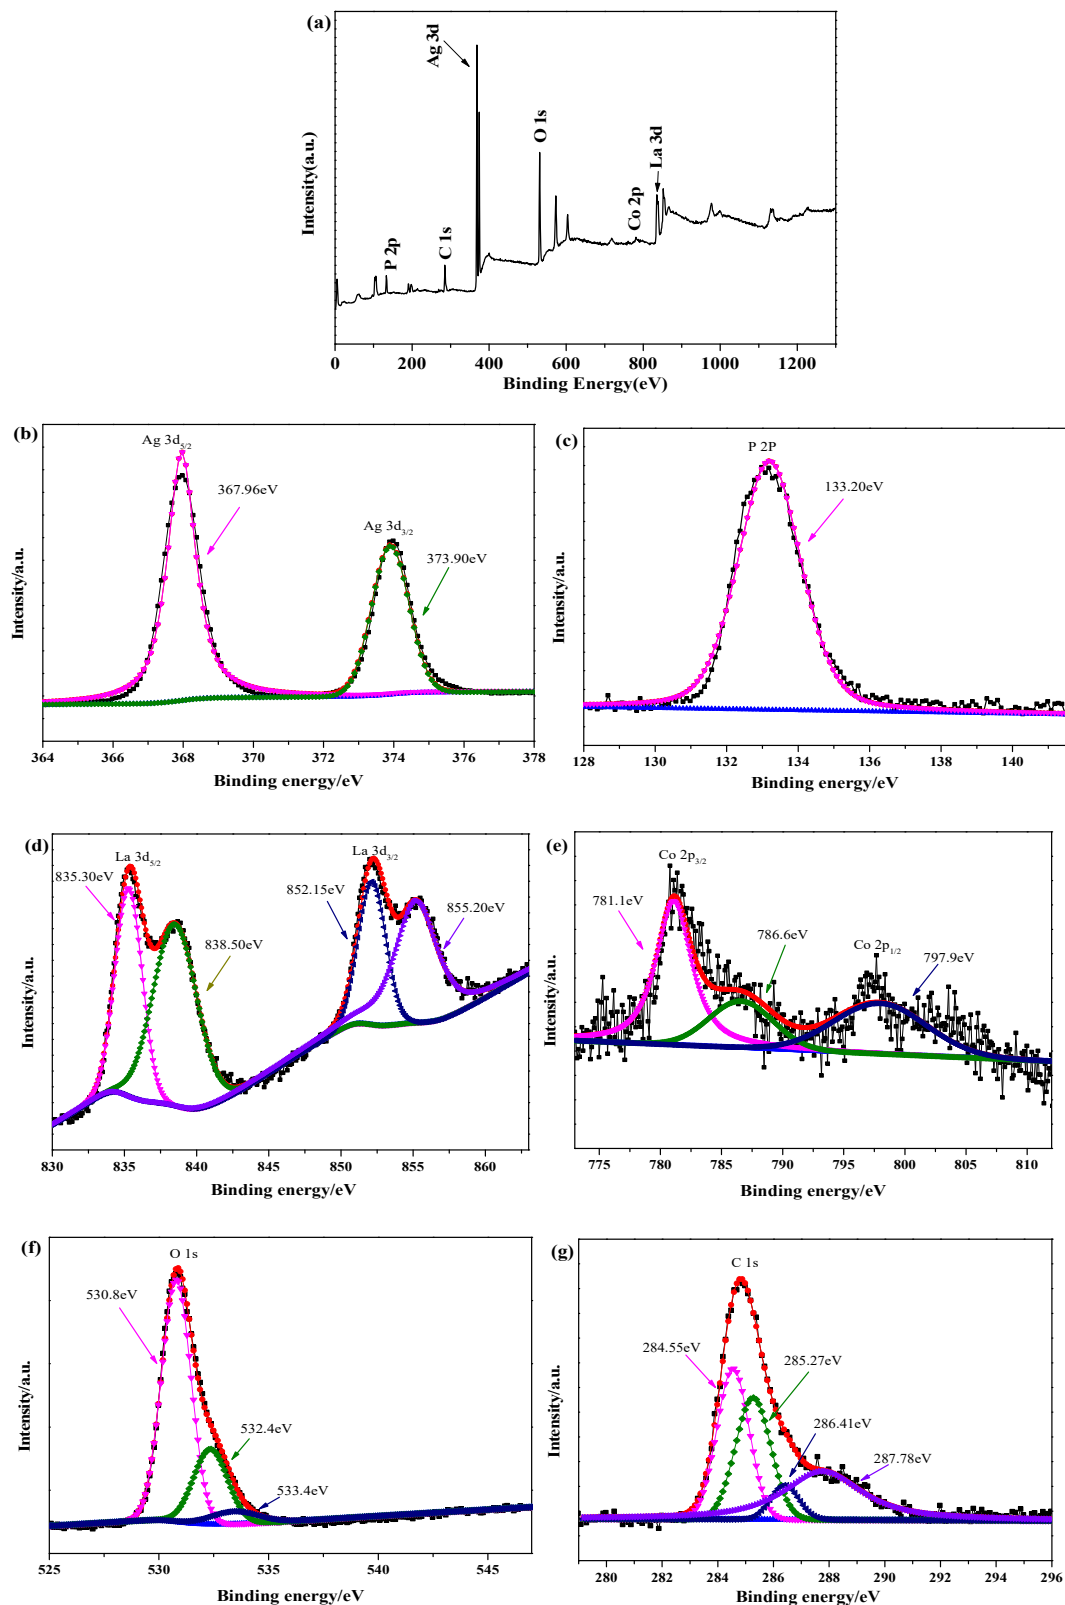 (a)
Ag 3d
O 1s
La 3d
Co 2p
C 1s
P 2p
Intensity(a.u.)
0 200 400 600 800 1000 1200
Binding Energy(eV)
(b)
Ag 3d5/2
367.96eV
Ag 3d3/2
373.90eV
Intensity/a.u.
364 366 368 370 372 374 376 378
Binding energy/eV
(c)
P 2P
133.20eV
Intensity/a.u.
128 130 132 134 136 138 140
Binding energy/eV
(d)
La 3d5/2
835.30eV
838.50eV
La 3d3/2
852.15eV
855.20eV
Intensity/a.u.
830 835 840 845 850 855 860
Binding energy/eV
(e)
Co 2p3/2
781.1eV
786.6eV
Co 2p1/2
797.9eV
Intensity/a.u.
775 780 785 790 795 800 805 810
Binding energy/eV
(f)
O 1s
530.8eV
532.4eV
533.4eV
Intensity/a.u.
525 530 535 540 545
Binding energy/eV
(g)
C 1s
284.55eV
285.27eV
286.41eV
287.78eV
Intensity/a.u.
280 282 284 286 288 290 292 294 296
Binding energy/eV